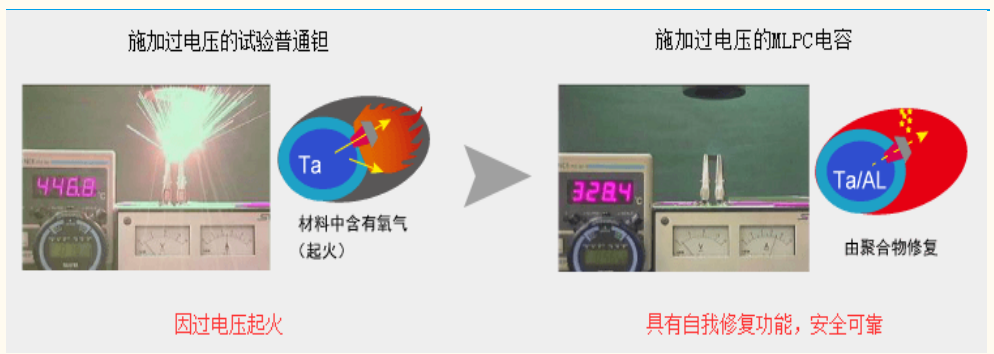 施加过电压的试验普通钽
施加过电压的MLPC电容
446.8
℃
Ta
V
A
材料中含有氧气
（起火）
328.4
℃
Ta/AL
V
A
由聚合物修复
因过电压起火
具有自我修复功能，安全可靠